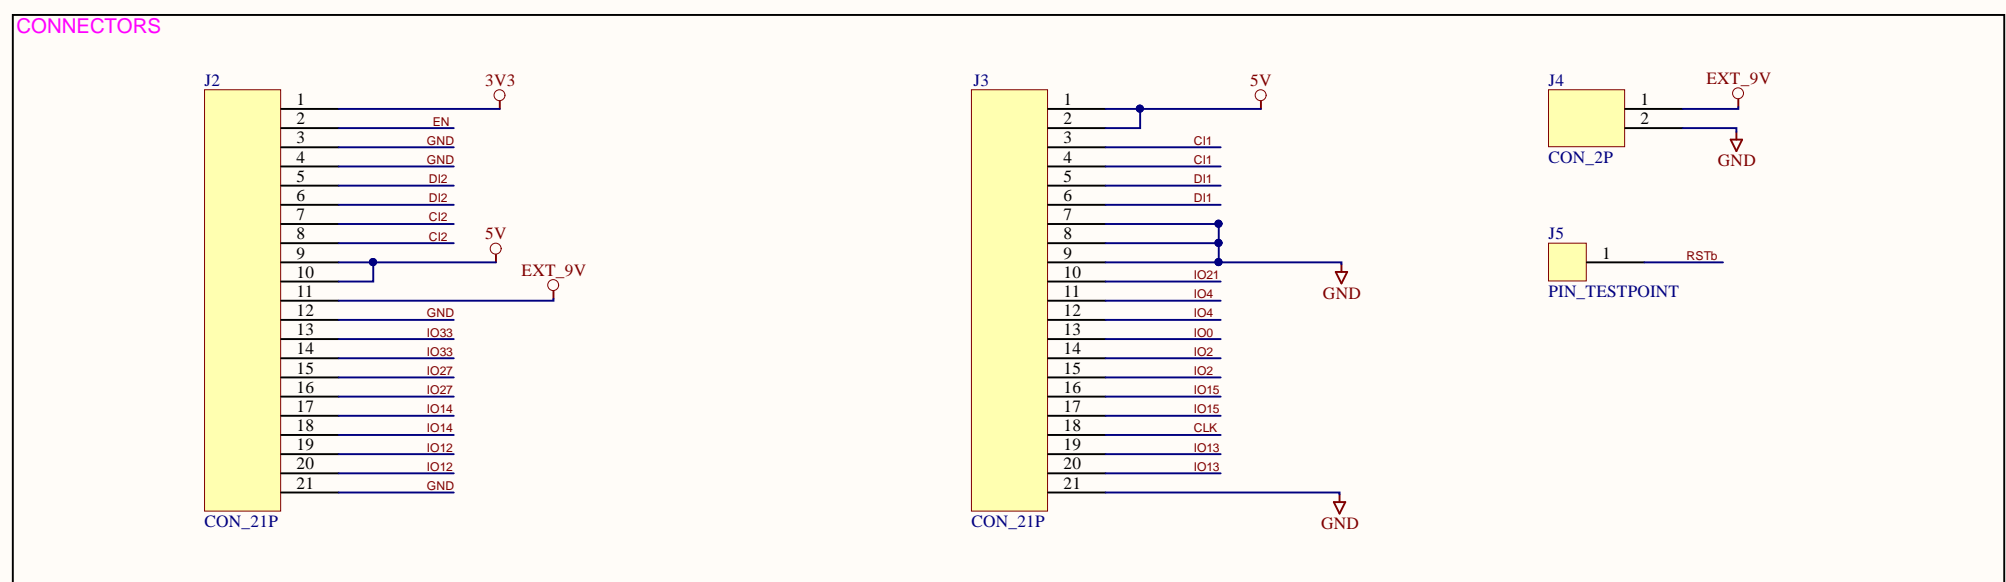 CONNECTORS
J2
3V3
1
2 EN
3 GND
4 GND
5 DI2
6 DI2
7 CI2
8 CI2
5V
9
10
EXT_9V
11
12 GND
13 IO33
14 IO33
15 IO27
16 IO27
17 IO14
18 IO14
19 IO12
20 IO12
21 GND
CON_21P
J3
5V
1
2
3 CI1
4 CI1
5 DI1
6 DI1
7
8
9
GND
10 IO21
11 IO4
12 IO4
13 IO0
14 IO2
15 IO2
16 IO15
17 IO15
18 CLK
19 IO13
20 IO13
21
GND
CON_21P
J4
EXT_9V
1
2
GND
CON_2P
J5
1 RSTb
PIN_TESTPOINT